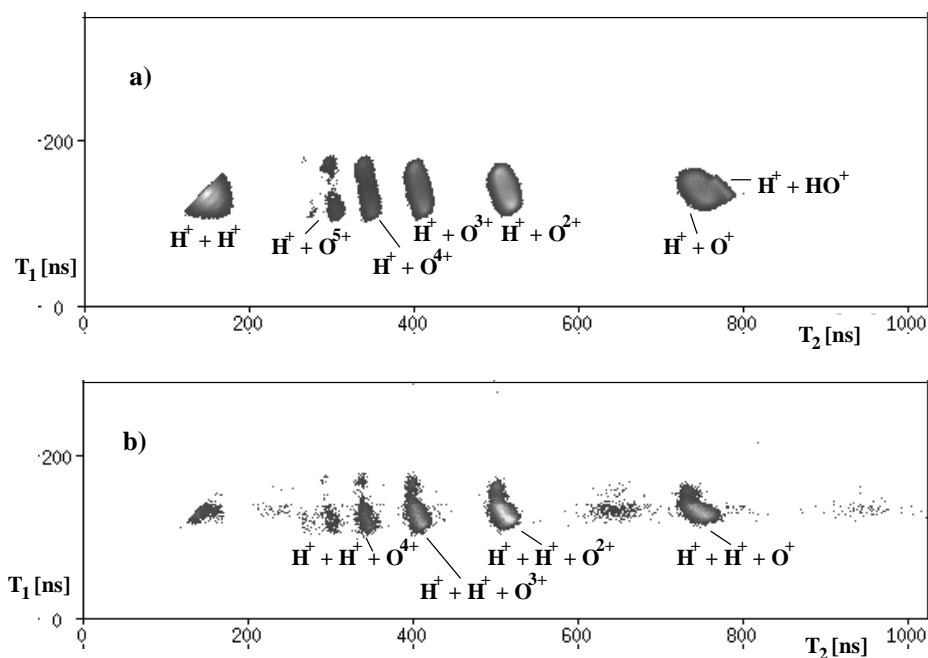 a)
200
H⁺ + HO⁺
H⁺ + H⁺
H⁺ + O⁵⁺
H⁺ + O³⁺
H⁺ + O²⁺
H⁺ + O⁺
H⁺ + O⁴⁺
T₁ [ns]
0
0 200 400 600 800 1000
T₂ [ns]
b)
200
H⁺ + H⁺ + O⁴⁺
H⁺ + H⁺ + O²⁺
H⁺ + H⁺ + O⁺
H⁺ + H⁺ + O³⁺
T₁ [ns]
0
0 200 400 600 800 1000
T₂ [ns]